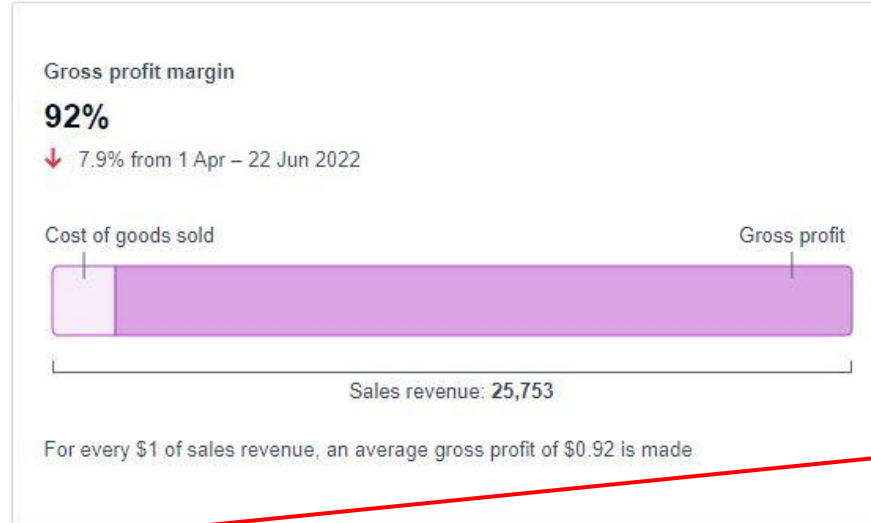 Gross profit margin
92%
7.9% from 1 Apr – 22 Jun 2022
Cost of goods sold
Gross profit
Sales revenue: 25,753
For every $1 of sales revenue, an average gross profit of $0.92 is made